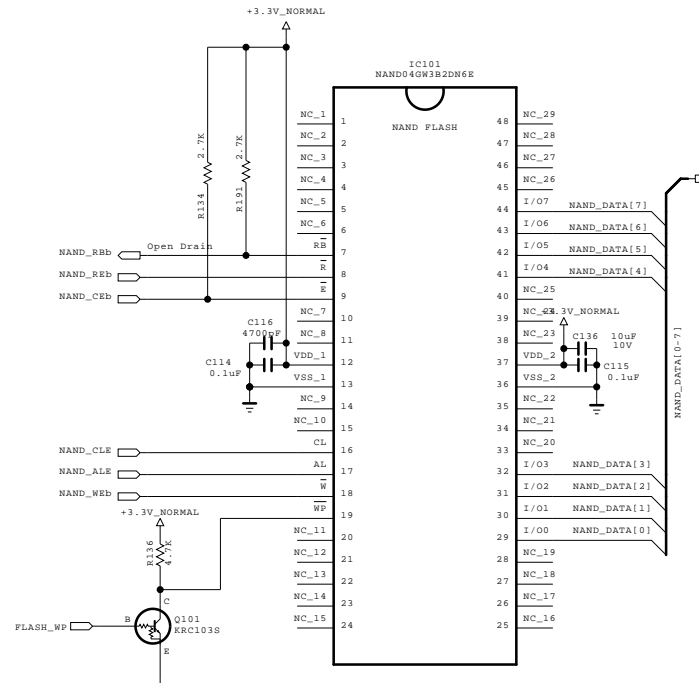 +3.3V_NORMAL
IC101
NAND04GW3B2DN6E
NAND FLASH
2.7K
2.7K
R134
R191
NC_1 1
NC_2 2
NC_3 3
NC_4 4
NC_5 5
NC_6 6
NAND_RBb Open Drain RB 7
NAND_REb R 8
NAND_CEb E 9
NC_7 10
C116
4700pF
NC_8 11
C114
0.1uF
VDD_1 12
VSS_1 13
NC_9 14
NC_10 15
NAND_CLE CL 16
NAND_ALE AL 17
NAND_WEb W 18
WP 19
+3.3V_NORMAL
R136
4.7K
NC_11 20
NC_12 21
NC_13 22
NC_14 23
NC_15 24
C
B
E
FLASH_WP
Q101
KRC103S
48 NC_29
47 NC_28
46 NC_27
45 NC_26
44 I/O7 NAND_DATA[7]
43 I/O6 NAND_DATA[6]
42 I/O5 NAND_DATA[5]
41 I/O4 NAND_DATA[4]
40 NC_25
39 NC_24
+3.3V_NORMAL
38 NC_23
C136 10uF
10V
37 VDD_2
C115
0.1uF
36 VSS_2
35 NC_22
34 NC_21
33 NC_20
32 I/O3 NAND_DATA[3]
31 I/O2 NAND_DATA[2]
30 I/O1 NAND_DATA[1]
29 I/O0 NAND_DATA[0]
28 NC_19
27 NC_18
26 NC_17
25 NC_16
NAND_DATA[0-7]